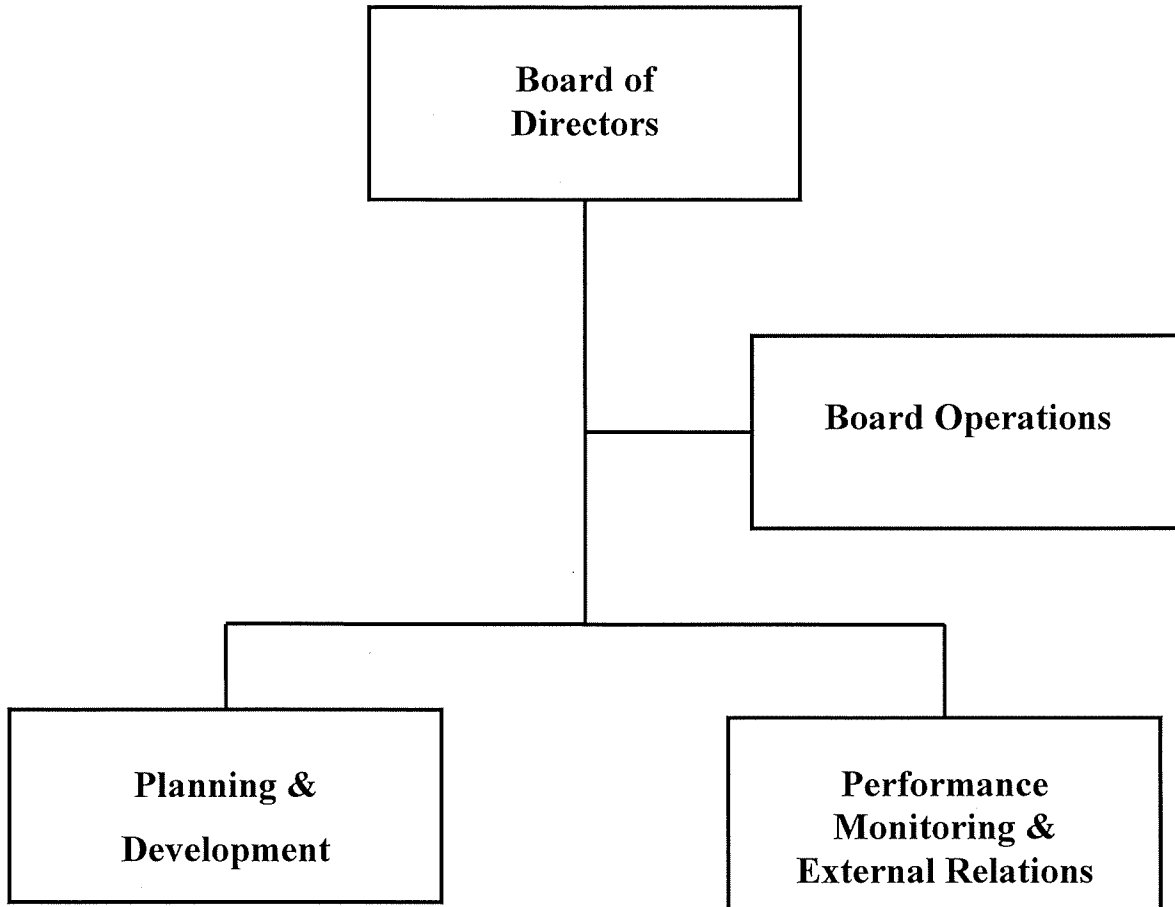 Board of
Directors
Board Operations
Planning &
Development
Performance
Monitoring &
External Relations